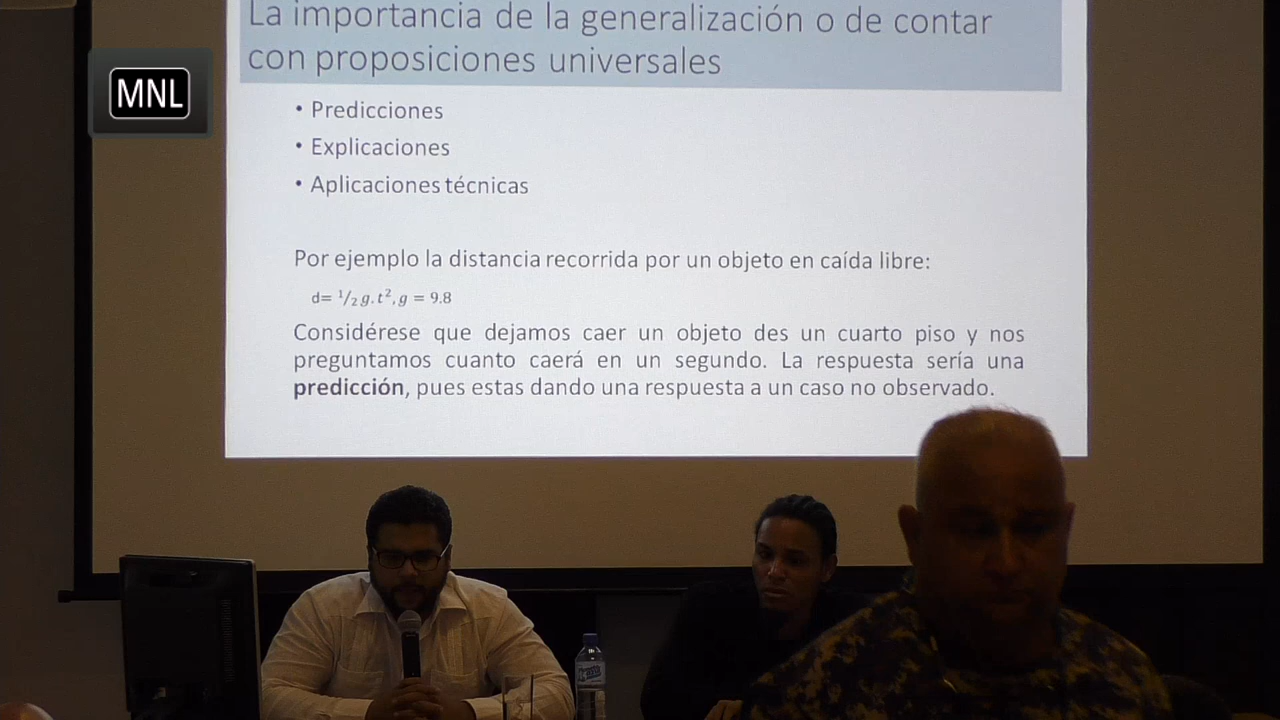 La importancia de la generalización o de contar
con proposiciones universales
MNL
• Predicciones
• Explicaciones
• Aplicaciones técnicas
Por ejemplo la distancia recorrida por un objeto en caída libre:
d= ¹/₂ g.t², g = 9.8
Considérese que dejamos caer un objeto des un cuarto piso y nos
preguntamos cuanto caerá en un segundo. La respuesta sería una
predicción, pues estas dando una respuesta a un caso no observado.